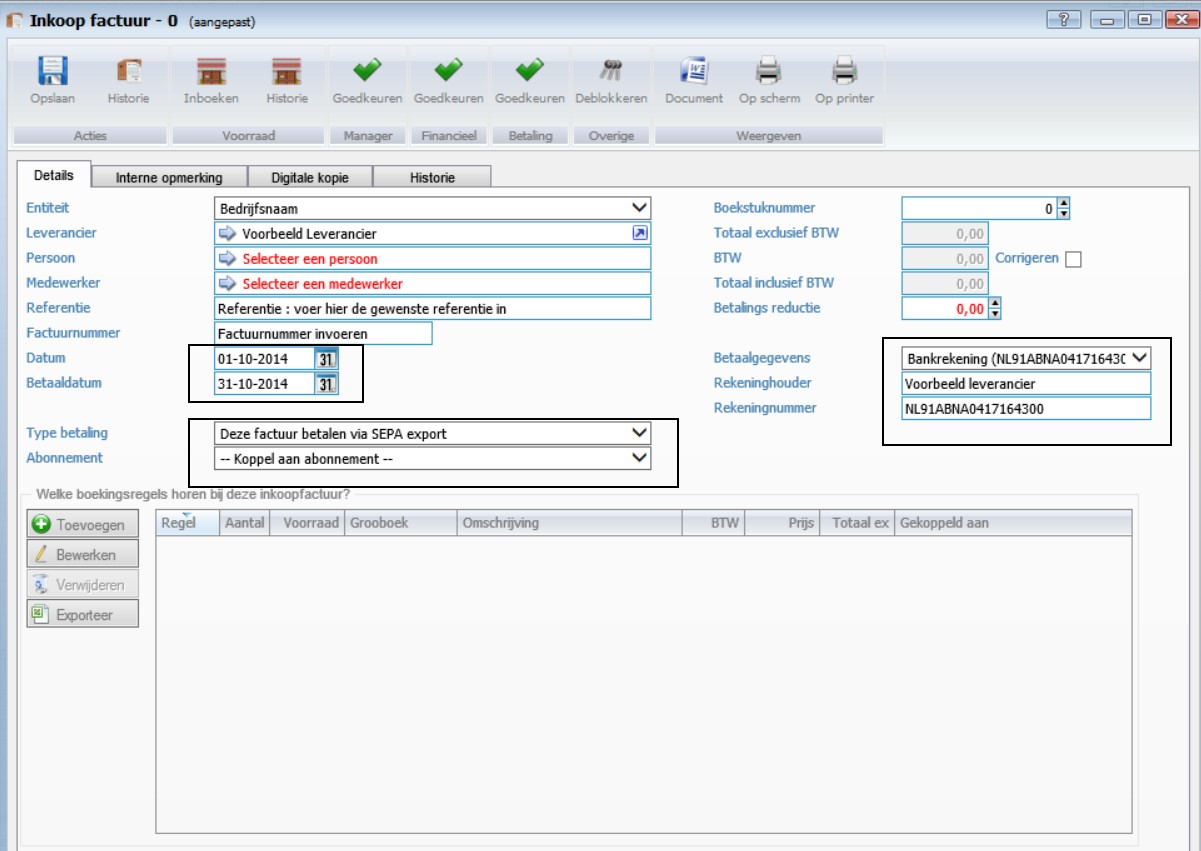 Inkoop factuur - 0 (aangepast)
?
Opslaan Historie Inboeken Historie Goedkeuren Goedkeuren Goedkeuren Deblokkeren Document Op scherm Op printer
Acties Voorraad Manager Financieel Betaling Overige Weergeven
Details Interne opmerking Digitale kopie Historie
Entiteit Bedrijfsnaam Boekstuknummer 0
Leverancier Voorbeeld Leverancier Totaal exclusief BTW 0,00
Persoon Selecteer een persoon BTW 0,00 Corrigeren
Medewerker Selecteer een medewerker Totaal inclusief BTW 0,00
Referentie Referentie : voer hier de gewenste referentie in Betalings reductie 0,00
Factuurnummer Factuurnummer invoeren
Datum 01-10-2014 31 Betaalgegevens Bankrekening (NL91ABNA0417164300
Betaaldatum 31-10-2014 31 Rekeninghouder Voorbeeld leverancier
Rekeningnummer NL91ABNA0417164300
Type betaling Deze factuur betalen via SEPA export
Abonnement -- Koppel aan abonnement --
Welke boekingsregels horen bij deze inkoopfactuur?
Toevoegen Regel Aantal Voorraad Grooboek Omschrijving BTW Prijs Totaal ex Gekoppeld aan
Bewerken
Verwijderen
Exporteer